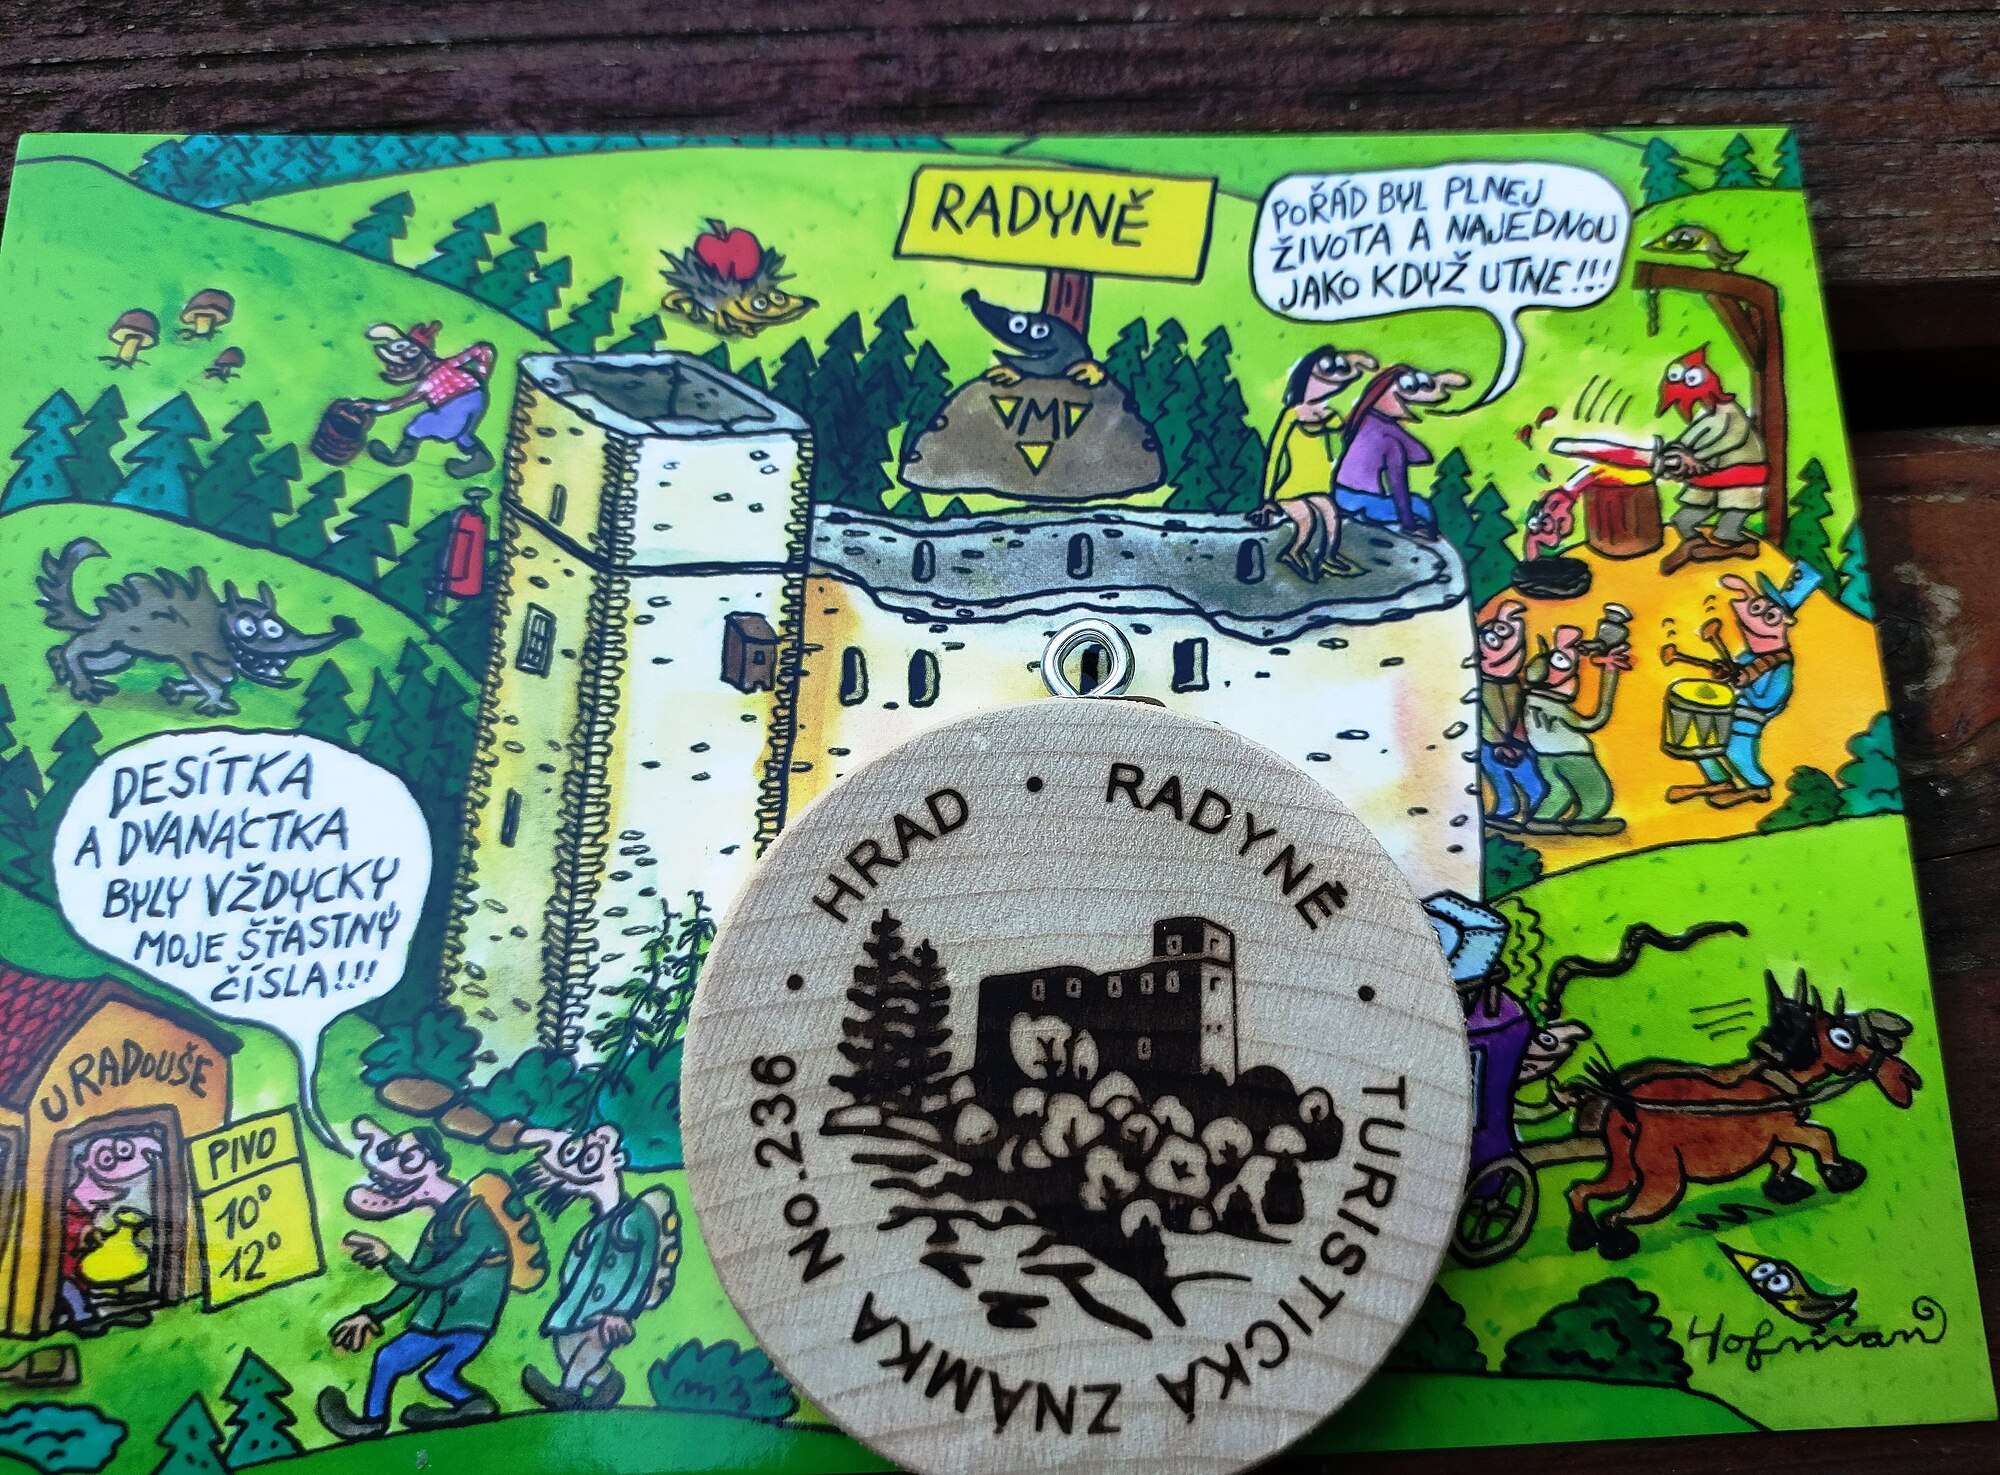 RADYNĚ
POŘÁD BYL PLNEJ
ŽIVOTA A NAJEDNOU
JAKO KDYŽ UTNE!!!
M
DESÍTKA
A DVANÁCTKA
BYLY VŽDYCKY
MOJE ŠŤASTNÝ
ČÍSLA!!!
U RADOUŠE
PIVO
10°
12°
HRAD • RADYNĚ
TURISTICKÁ ZNÁMKA
No.236
Hofman